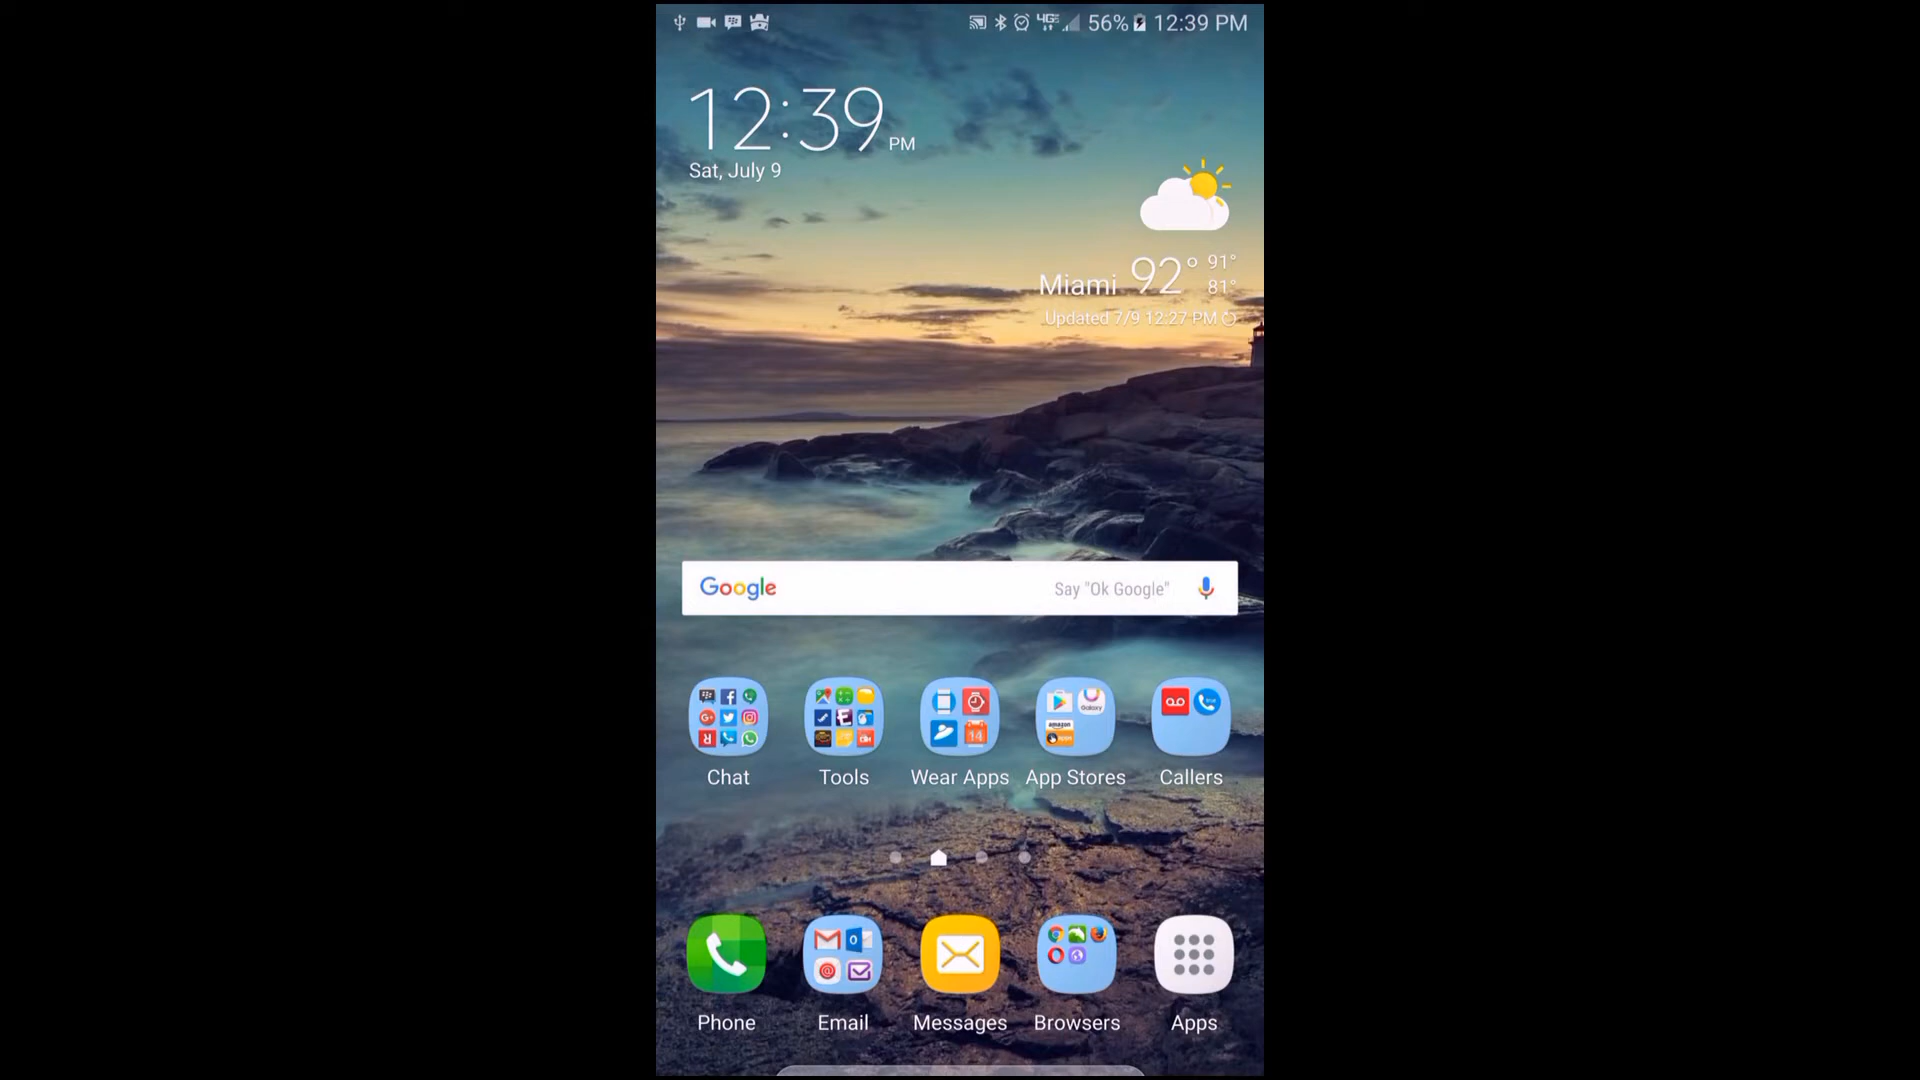 56% 12:39 PM
12:39 PM
Sat, July 9
Miami 92° 91°
81°
Updated 7/9 12:27 PM
Google Say "Ok Google"
Chat Tools Wear Apps App Stores Callers
Phone Email Messages Browsers Apps